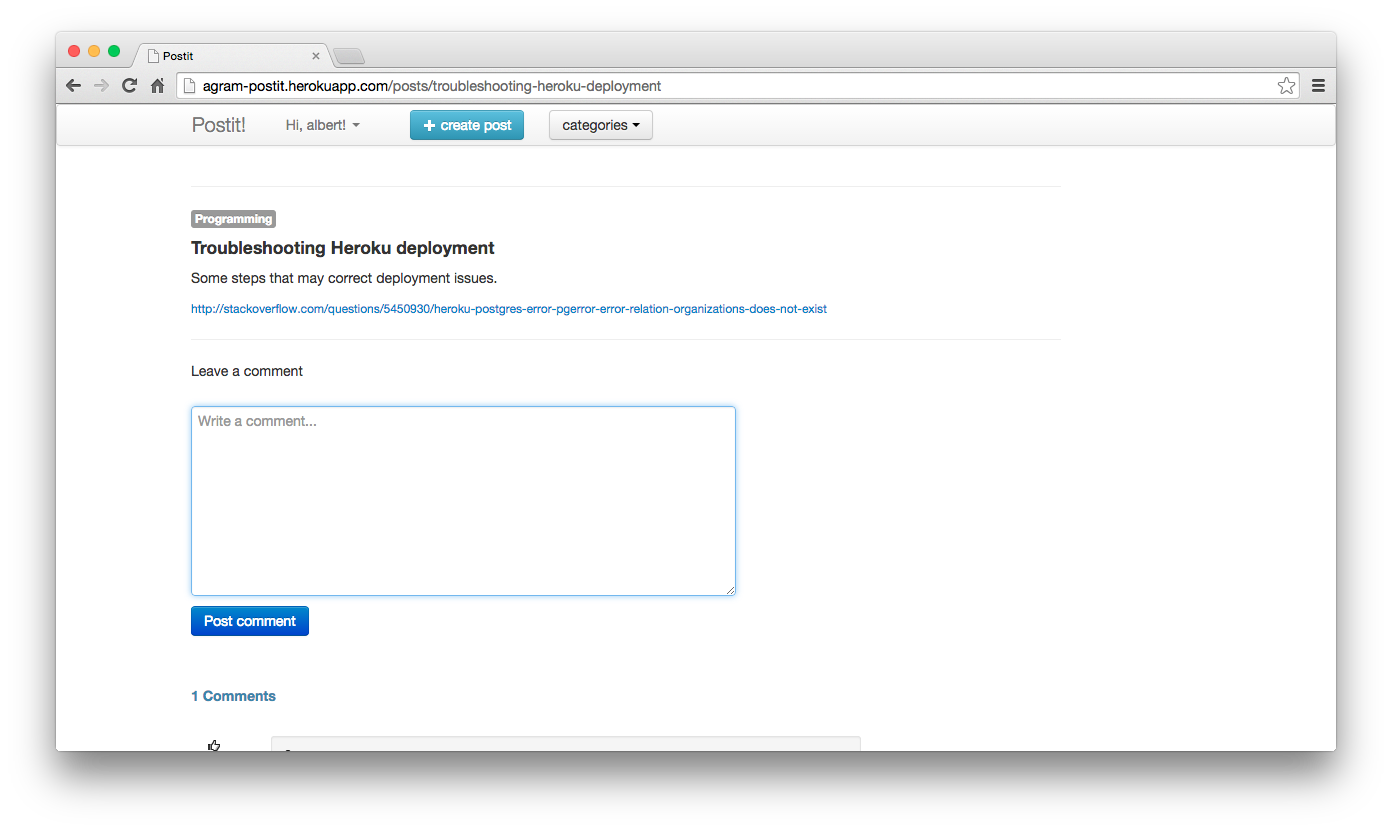 Postit
agram-postit.herokuapp.com/posts/troubleshooting-heroku-deployment
Postit! Hi, albert! + create post categories
Programming
Troubleshooting Heroku deployment
Some steps that may correct deployment issues.
http://stackoverflow.com/questions/5450930/heroku-postgres-error-pgerror-error-relation-organizations-does-not-exist
Leave a comment
Write a comment...
Post comment
1 Comments